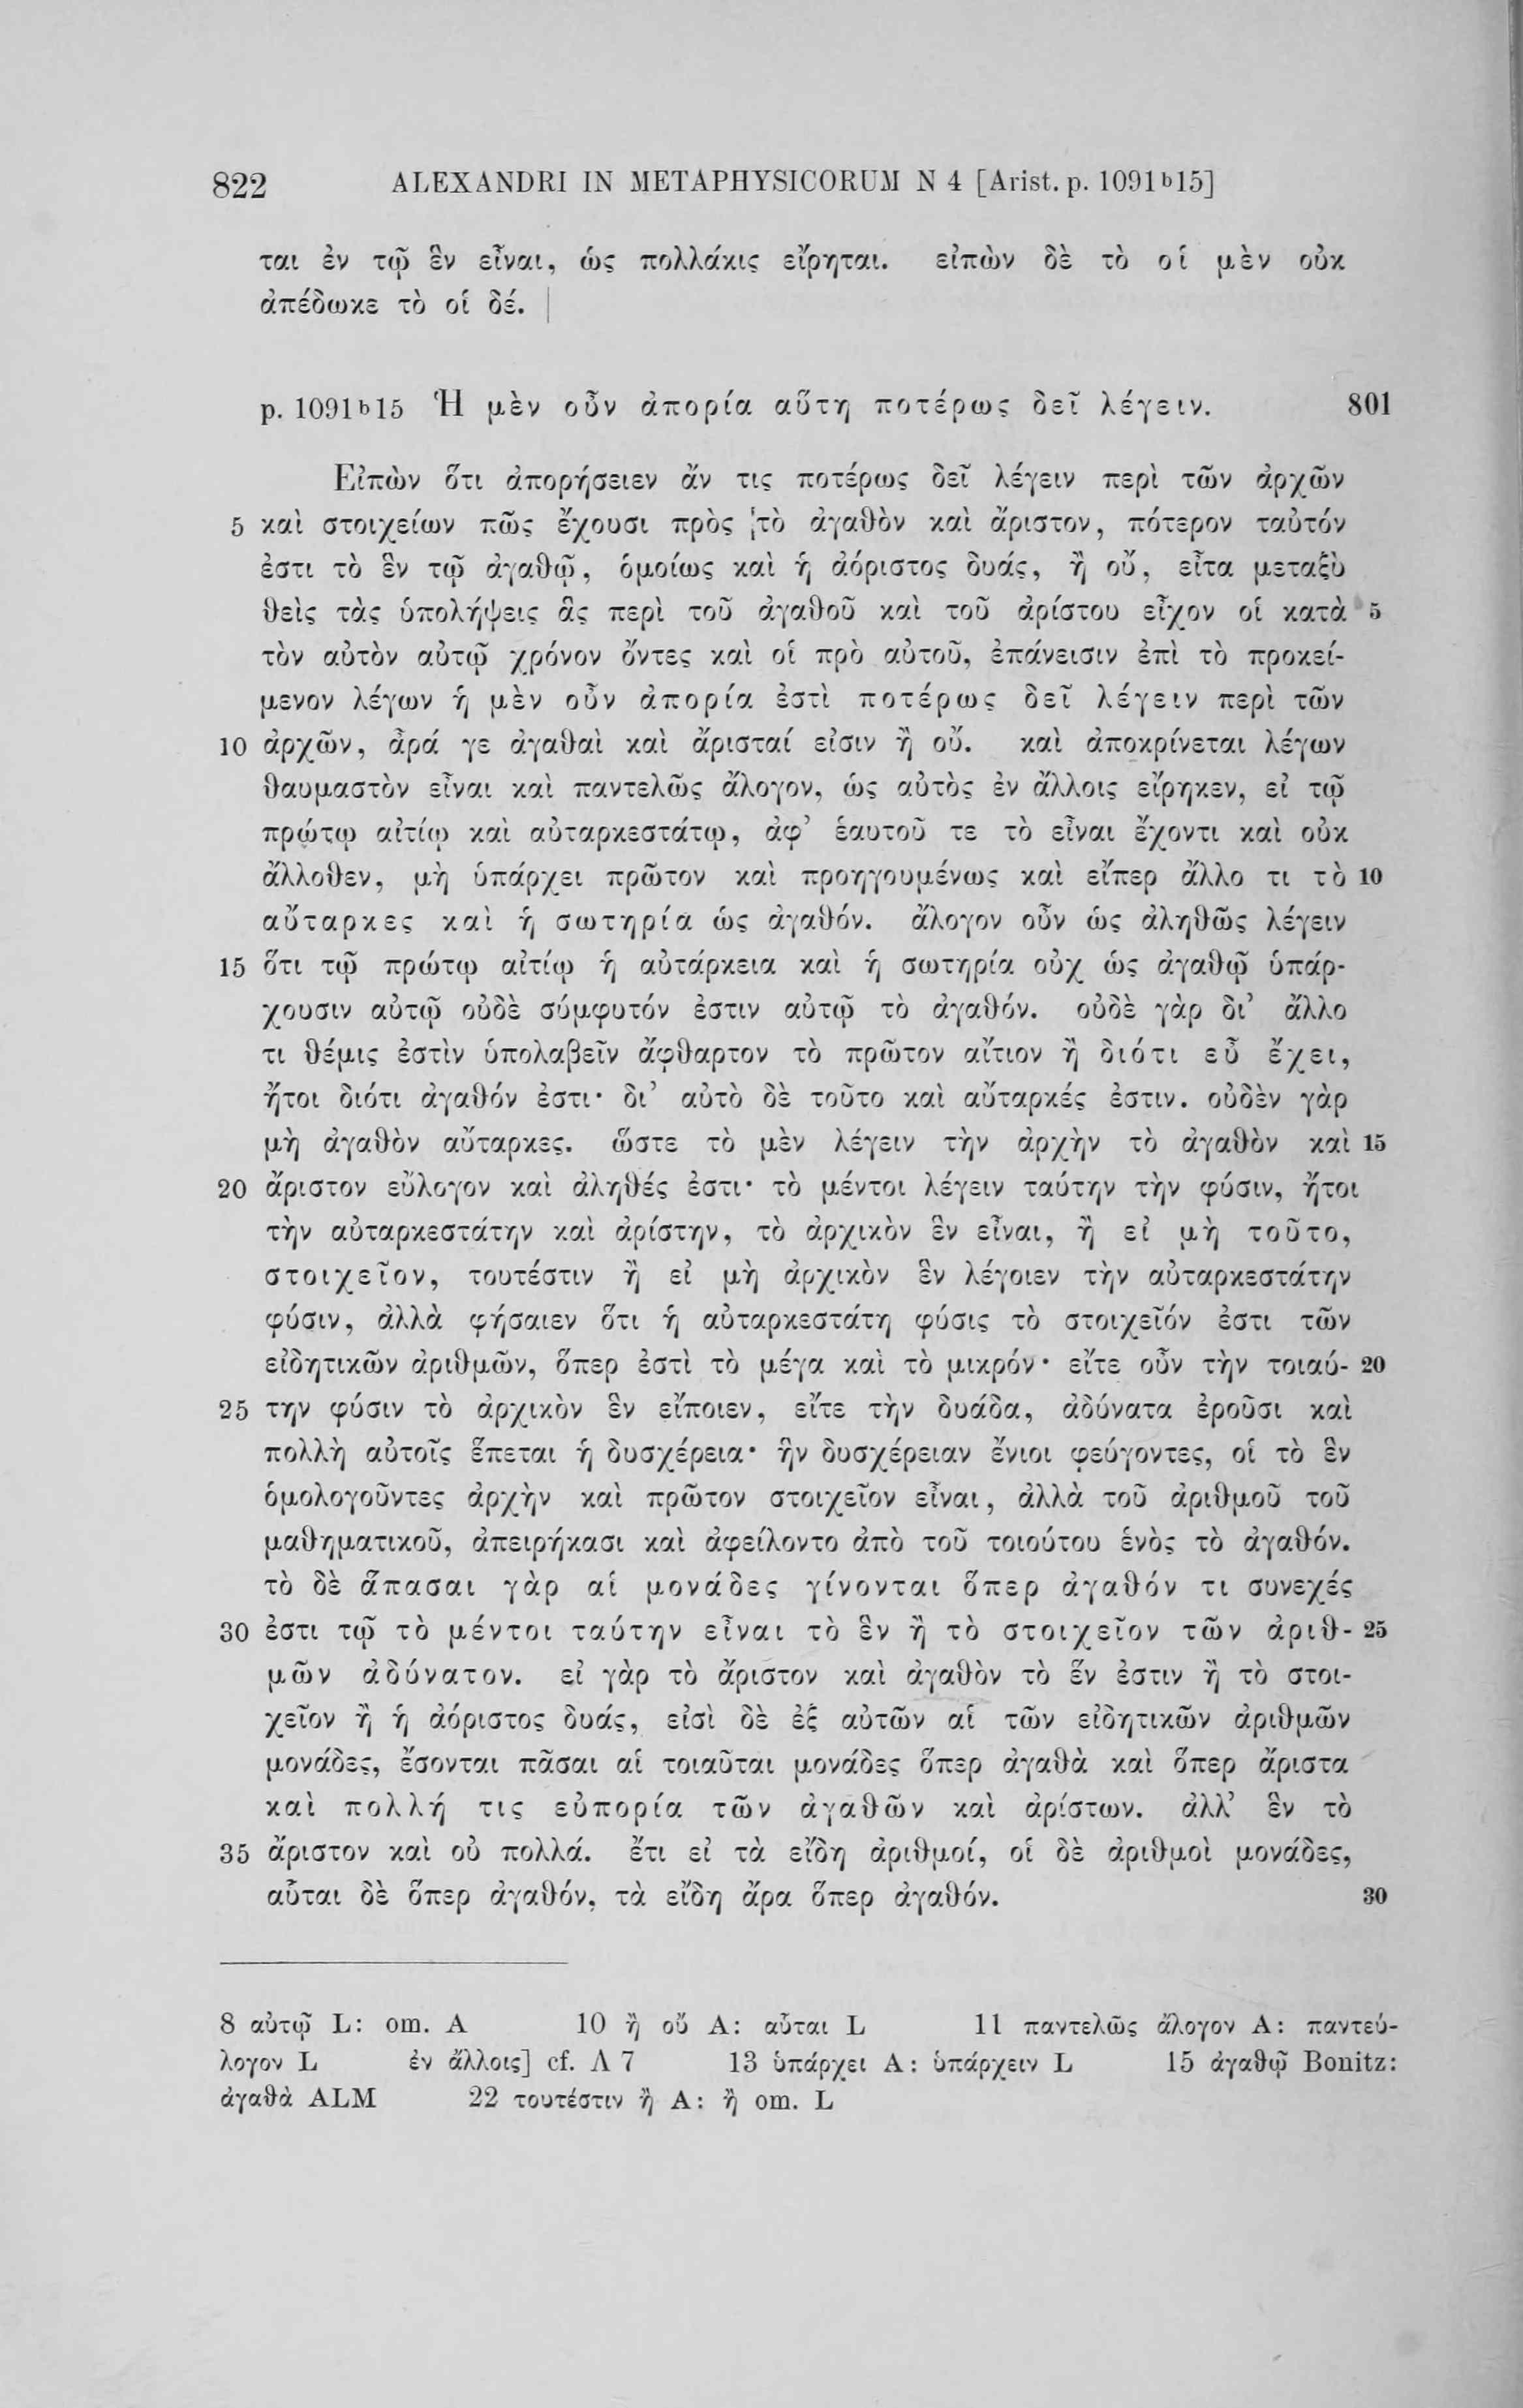 822 ALEXANDRI IN METAPHYSICORUM N 4 [Arist. p. 1091b15]
ται ἐν τῷ ἓν εἶναι, ὡς πολλάκις εἴρηται. εἰπὼν δὲ τὸ οἱ μὲν οὐκ
ἀπέδωκε τὸ οἱ δέ. |
p. 1091b15 Ἡ μὲν οὖν ἀπορία αὕτη ποτέρως δεῖ λέγειν. 801
Εἰπὼν ὅτι ἀπορήσειεν ἄν τις ποτέρως δεῖ λέγειν περὶ τῶν ἀρχῶν
5 καὶ στοιχείων πῶς ἔχουσι πρὸς |τὸ ἀγαθὸν καὶ ἄριστον, πότερον ταὐτόν
ἐστι τὸ ἓν τῷ ἀγαθῷ, ὁμοίως καὶ ἡ ἀόριστος δυάς, ἢ οὔ, εἶτα μεταξὺ
θεὶς τὰς ὑπολήψεις ἃς περὶ τοῦ ἀγαθοῦ καὶ τοῦ ἀρίστου εἶχον οἱ κατὰ 5
τὸν αὐτὸν αὐτῷ χρόνον ὄντες καὶ οἱ πρὸ αὐτοῦ, ἐπάνεισιν ἐπὶ τὸ προκεί-
μενον λέγων ἡ μὲν οὖν ἀπορία ἐστὶ ποτέρως δεῖ λέγειν περὶ τῶν
10 ἀρχῶν, ἆρά γε ἀγαθαὶ καὶ ἄρισταί εἰσιν ἢ οὔ. καὶ ἀποκρίνεται λέγων
θαυμαστὸν εἶναι καὶ παντελῶς ἄλογον, ὡς αὐτὸς ἐν ἄλλοις εἴρηκεν, εἰ τῷ
πρώτῳ αἰτίῳ καὶ αὐταρκεστάτῳ, ἀφ’ ἑαυτοῦ τε τὸ εἶναι ἔχοντι καὶ οὐκ
ἄλλοθεν, μὴ ὑπάρχει πρῶτον καὶ προηγουμένως καὶ εἴπερ ἄλλο τι τὸ 10
αὔταρκες καὶ ἡ σωτηρία ὡς ἀγαθόν. ἄλογον οὖν ὡς ἀληθῶς λέγειν
15 ὅτι τῷ πρώτῳ αἰτίῳ ἡ αὐτάρκεια καὶ ἡ σωτηρία οὐχ ὡς ἀγαθῷ ὑπάρ-
χουσιν αὐτῷ οὐδὲ σύμφυτόν ἐστιν αὐτῷ τὸ ἀγαθόν. οὐδὲ γὰρ δι’ ἄλλο
τι θέμις ἐστὶν ὑπολαβεῖν ἄφθαρτον τὸ πρῶτον αἴτιον ἢ διότι εὖ ἔχει,
ἤτοι διότι ἀγαθόν ἐστι· δι’ αὐτὸ δὲ τοῦτο καὶ αὔταρκές ἐστιν. οὐδὲν γὰρ
μὴ ἀγαθὸν αὔταρκες. ὥστε τὸ μὲν λέγειν τὴν ἀρχὴν τὸ ἀγαθὸν καὶ 15
20 ἄριστον εὔλογον καὶ ἀληθές ἐστι· τὸ μέντοι λέγειν ταύτην τὴν φύσιν, ἤτοι
τὴν αὐταρκεστάτην καὶ ἀρίστην, τὸ ἀρχικὸν ἓν εἶναι, ἢ εἰ μὴ τοῦτο,
στοιχεῖον, τουτέστιν ἢ εἰ μὴ ἀρχικὸν ἓν λέγοιεν τὴν αὐταρκεστάτην
φύσιν, ἀλλὰ φήσαιεν ὅτι ἡ αὐταρκεστάτη φύσις τὸ στοιχεῖόν ἐστι τῶν
εἰδητικῶν ἀριθμῶν, ὅπερ ἐστὶ τὸ μέγα καὶ τὸ μικρόν· εἴτε οὖν τὴν τοιαύ- 20
25 την φύσιν τὸ ἀρχικὸν ἓν εἴποιεν, εἴτε τὴν δυάδα, ἀδύνατα ἐροῦσι καὶ
πολλὴ αὐτοῖς ἕπεται ἡ δυσχέρεια· ἣν δυσχέρειαν ἔνιοι φεύγοντες, οἱ τὸ ἓν
ὁμολογοῦντες ἀρχὴν καὶ πρῶτον στοιχεῖον εἶναι, ἀλλὰ τοῦ ἀριθμοῦ τοῦ
μαθηματικοῦ, ἀπειρήκασι καὶ ἀφείλοντο ἀπὸ τοῦ τοιούτου ἑνὸς τὸ ἀγαθόν.
τὸ δὲ ἅπασαι γὰρ αἱ μονάδες γίνονται ὅπερ ἀγαθόν τι συνεχές
30 ἐστι τῷ τὸ μέντοι ταύτην εἶναι τὸ ἓν ἢ τὸ στοιχεῖον τῶν ἀριθ- 25
μῶν ἀδύνατον. εἰ γὰρ τὸ ἄριστον καὶ ἀγαθὸν τὸ ἕν ἐστιν ἢ τὸ στοι-
χεῖον ἢ ἡ ἀόριστος δυάς, εἰσὶ δὲ ἐξ αὐτῶν αἱ τῶν εἰδητικῶν ἀριθμῶν
μονάδες, ἔσονται πᾶσαι αἱ τοιαῦται μονάδες ὅπερ ἀγαθὰ καὶ ὅπερ ἄριστα
καὶ πολλή τις εὐπορία τῶν ἀγαθῶν καὶ ἀρίστων. ἀλλ’ ἓν τὸ
35 ἄριστον καὶ οὐ πολλά. ἔτι εἰ τὰ εἴδη ἀριθμοί, οἱ δὲ ἀριθμοὶ μονάδες,
αὗται δὲ ὅπερ ἀγαθόν, τὰ εἴδη ἄρα ὅπερ ἀγαθόν. 30
8 αὐτῷ L: om. A 10 ἢ οὔ A: αὗται L 11 παντελῶς ἄλογον A: παντεύ-
λογον L ἐν ἄλλοις] cf. Λ 7 13 ὑπάρχει A: ὑπάρχειν L 15 ἀγαθῷ Bonitz:
ἀγαθὰ ALM 22 τουτέστιν ἢ A: ἢ om. L